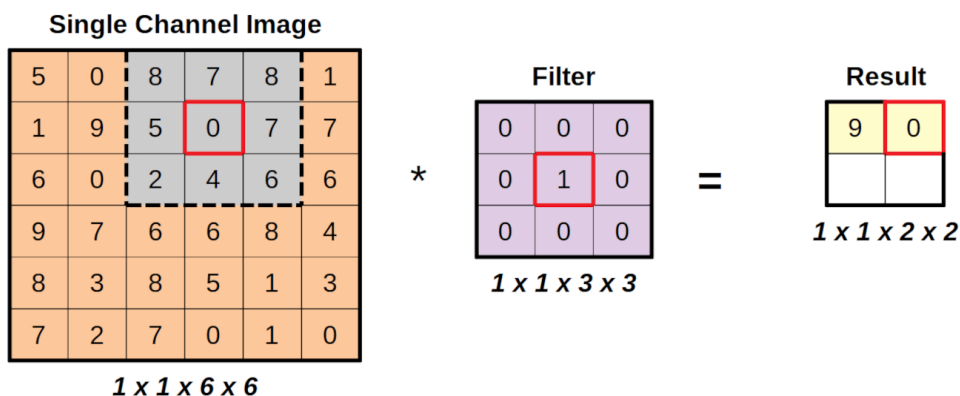 Single Channel Image
5 0 8 7 8 1
1 9 5 0 7 7
6 0 2 4 6 6
9 7 6 6 8 4
8 3 8 5 1 3
7 2 7 0 1 0
1 x 1 x 6 x 6
*
Filter
0 0 0
0 1 0
0 0 0
1 x 1 x 3 x 3
=
Result
9 0
1 x 1 x 2 x 2